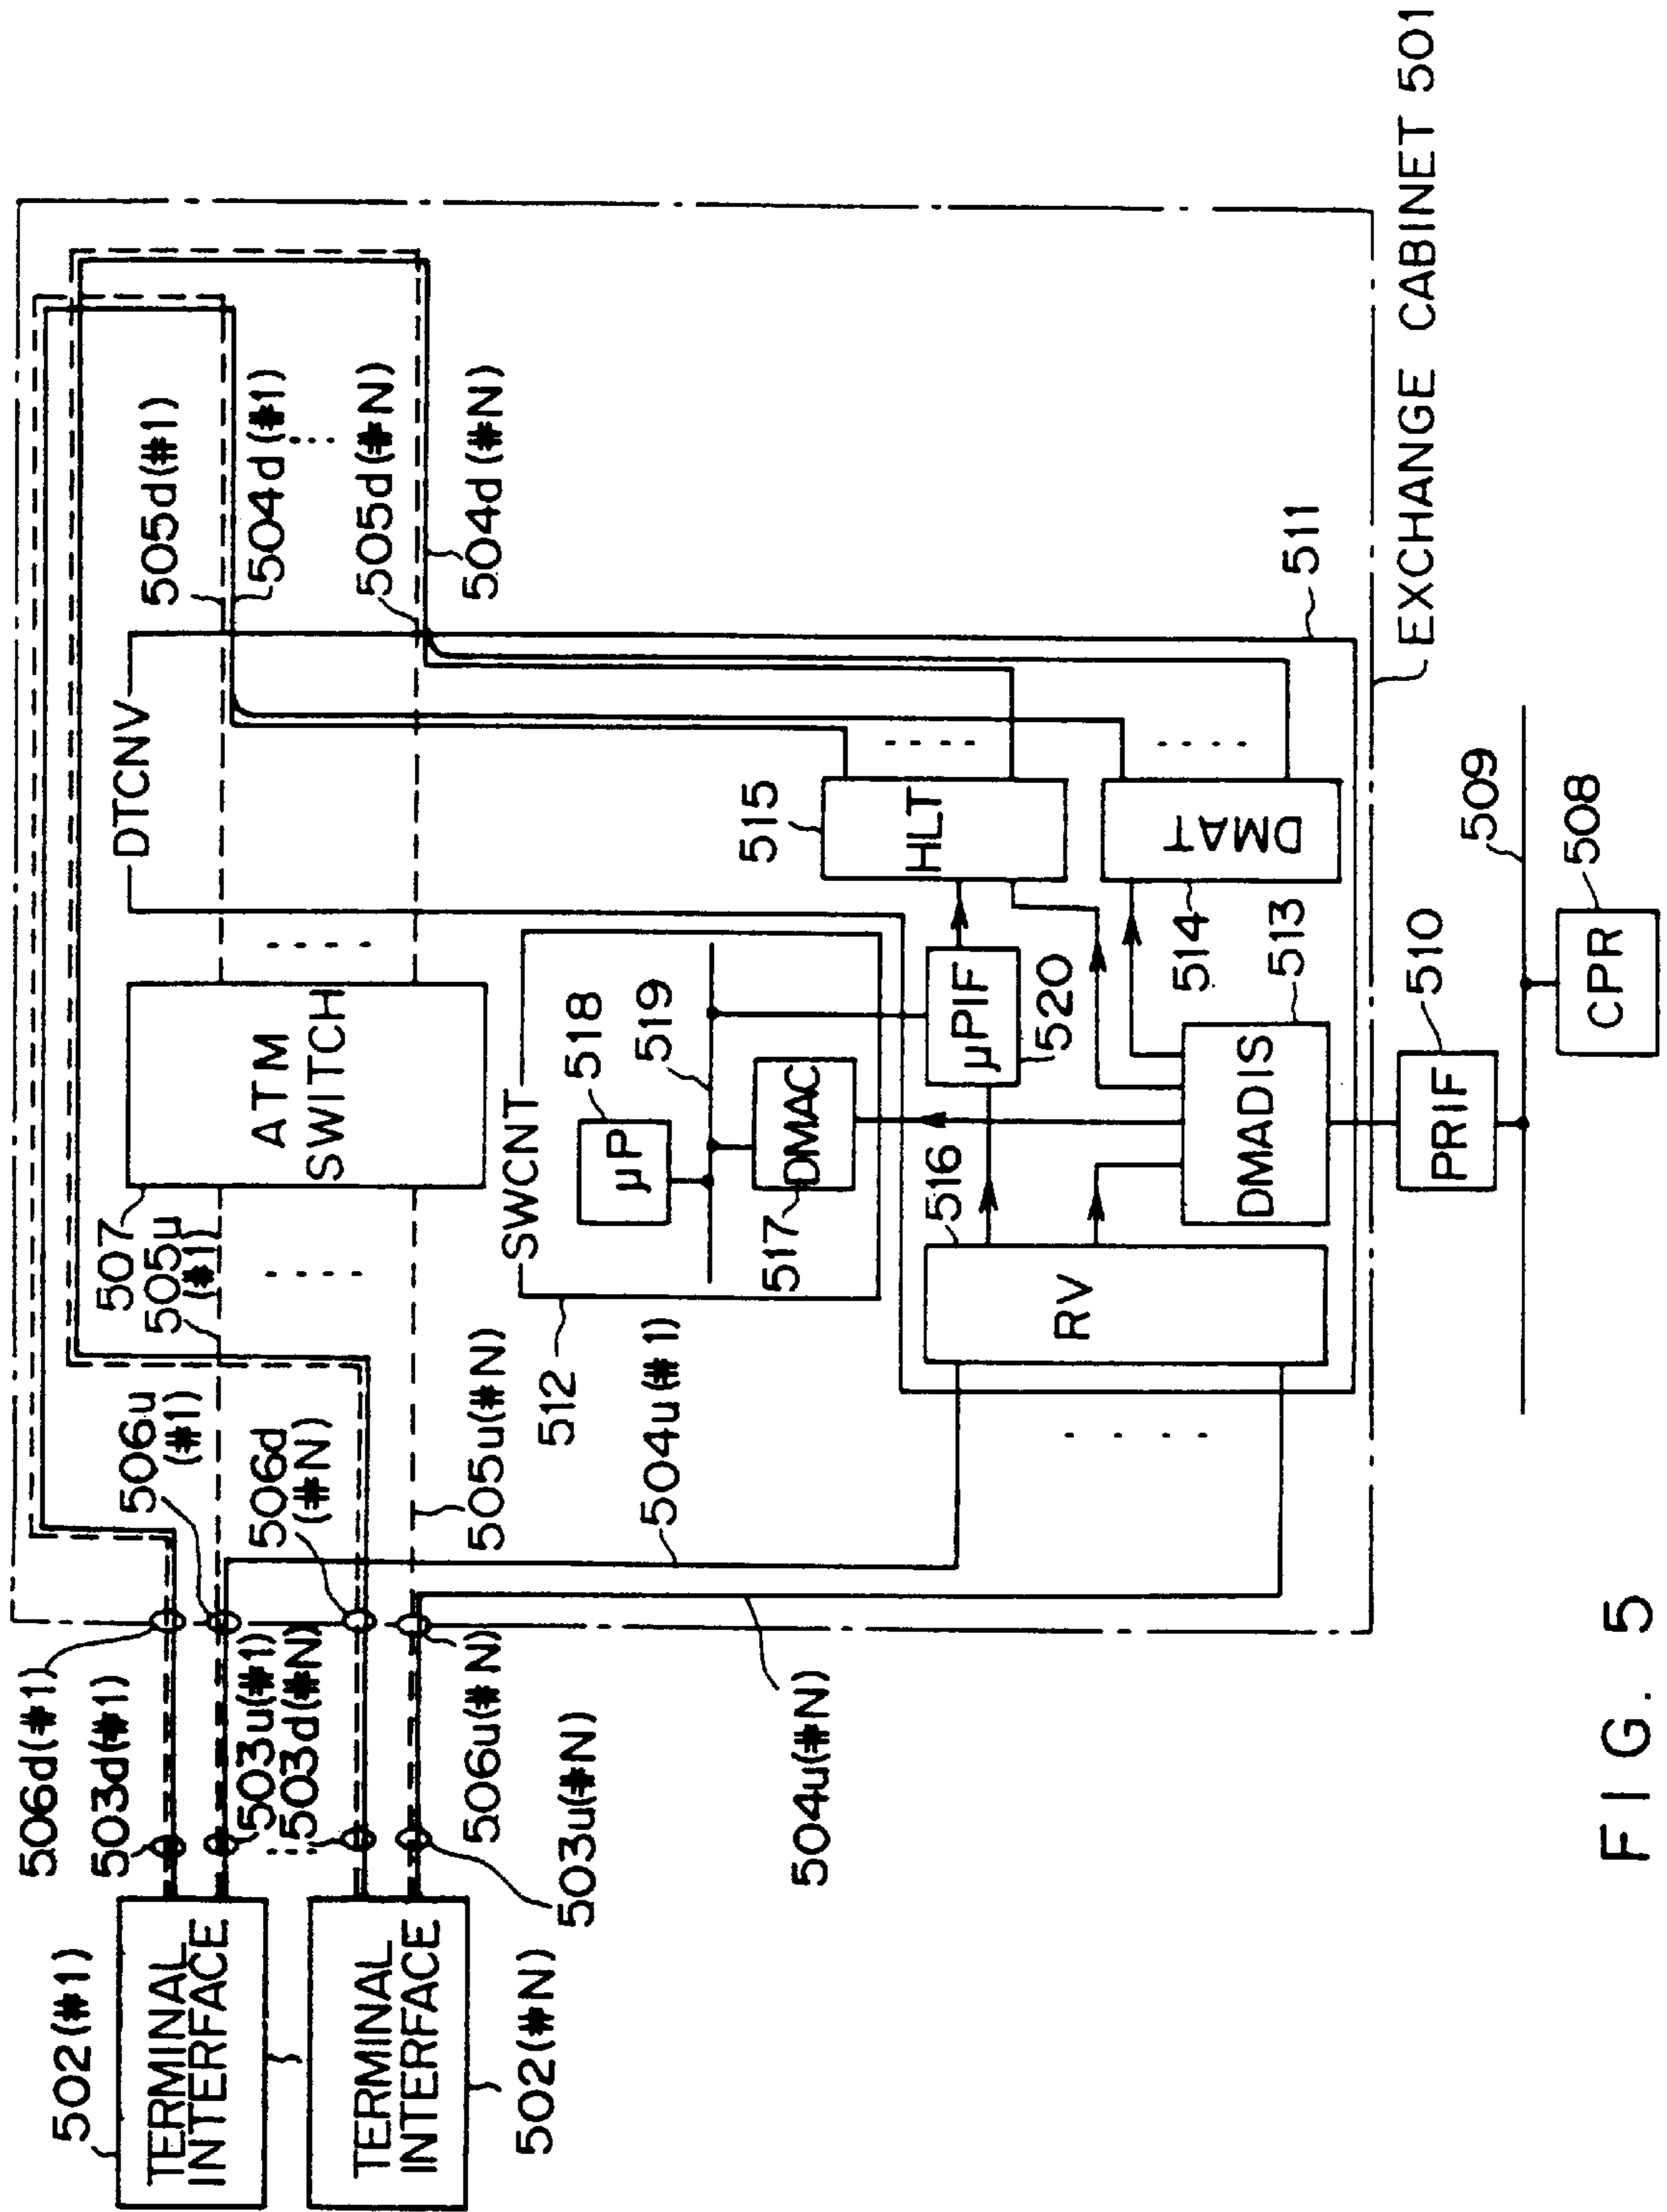 502(#1)
TERMINAL
INTERFACE
TERMINAL
INTERFACE
502(#N)
506d(#1)
503d(#1)
503u(#1)
503d(#N)
506u(#N)
503u(#N)
504u(#N)
506u
(#1)
506d
(#N)
505u(#N)
504u(#1)
507
505u
(#1)
ATM
SWITCH
DTCNV
505d(#1)
504d(#1)
505d(#N)
504d(#N)
512
SWCNT
μP
518
519
517
DMAC
516
RV
μPIF
520
515
HLT
DMAT
514
513
DMADIS
511
EXCHANGE CABINET 501
510
PRIF
509
508
CPR
FIG. 5